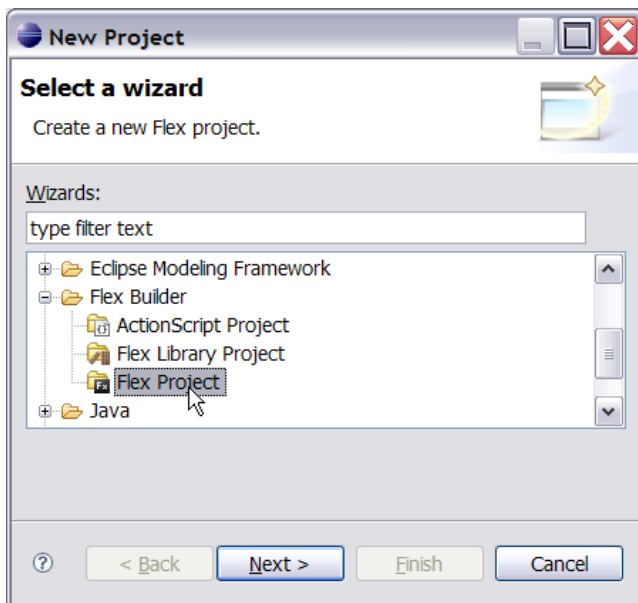 New Project
Select a wizard
Create a new Flex project.
Wizards:
type filter text
Eclipse Modeling Framework
Flex Builder
ActionScript Project
Flex Library Project
Flex Project
Java
< Back Next > Finish Cancel